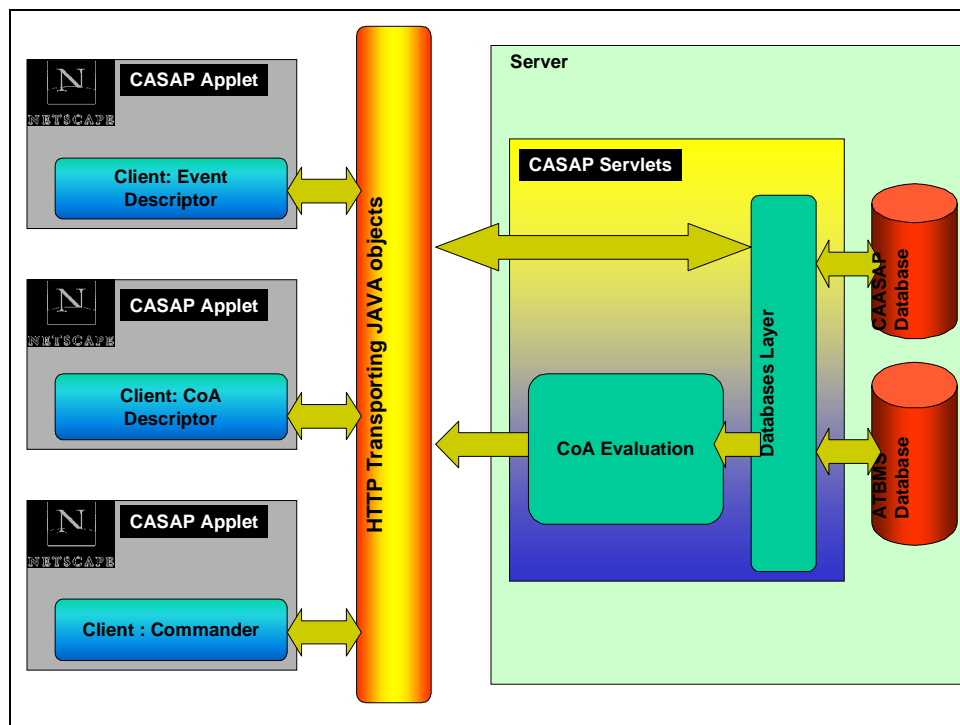 N
NETSCAPE
CASAP Applet
Client: Event
Descriptor
N
NETSCAPE
CASAP Applet
Client: CoA
Descriptor
N
NETSCAPE
CASAP Applet
Client : Commander
HTTP Transporting JAVA objects
Server
CASAP Servlets
CoA Evaluation
Databases Layer
CAASAP
Database
ATBMS
Database